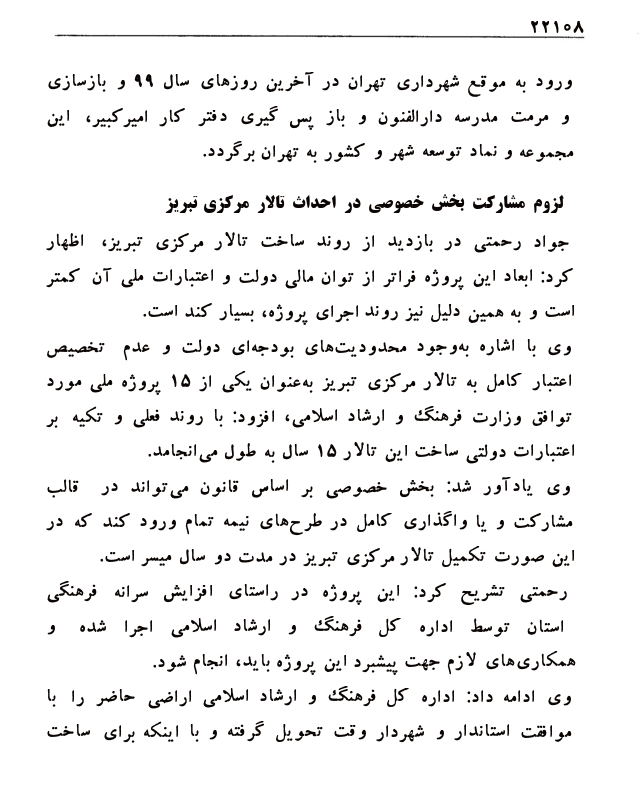 ۲۲۱۰۸
ورود به موقع شهرداری تهران در آخرین روزهای سال ۹۹ و بازسازی
و مرمت مدرسه دارالفنون و باز پس گیری دفتر کار امیرکبیر، این
مجموعه و نماد توسعه شهر و کشور به تهران برگردد.
لزوم مشارکت بخش خصوصی در احداث تالار مرکزی تبریز
جواد رحمتی در بازدید از روند ساخت تالار مرکزی تبریز، اظهار
کرد: ابعاد این پروژه فراتر از توان مالی دولت و اعتبارات ملی آن کمتر
است و به همین دلیل نیز روند اجرای پروژه، بسیار کند است.
وی با اشاره به‌وجود محدودیت‌های بودجه‌ای دولت و عدم تخصیص
اعتبار کامل به تالار مرکزی تبریز به‌عنوان یکی از ۱۵ پروژه ملی مورد
توافق وزارت فرهنگ و ارشاد اسلامی، افزود: با روند فعلی و تکیه بر
اعتبارات دولتی ساخت این تالار ۱۵ سال به طول می‌انجامد.
وی یادآور شد: بخش خصوصی بر اساس قانون می‌تواند در قالب
مشارکت و یا واگذاری کامل در طرح‌های نیمه تمام ورود کند که در
این صورت تکمیل تالار مرکزی تبریز در مدت دو سال میسر است.
رحمتی تشریح کرد: این پروژه در راستای افزایش سرانه فرهنگی
استان توسط اداره کل فرهنگ و ارشاد اسلامی اجرا شده و
همکاری‌های لازم جهت پیشبرد این پروژه باید، انجام شود.
وی ادامه داد: اداره کل فرهنگ و ارشاد اسلامی اراضی حاضر را با
موافقت استاندار و شهردار وقت تحویل گرفته و با اینکه برای ساخت